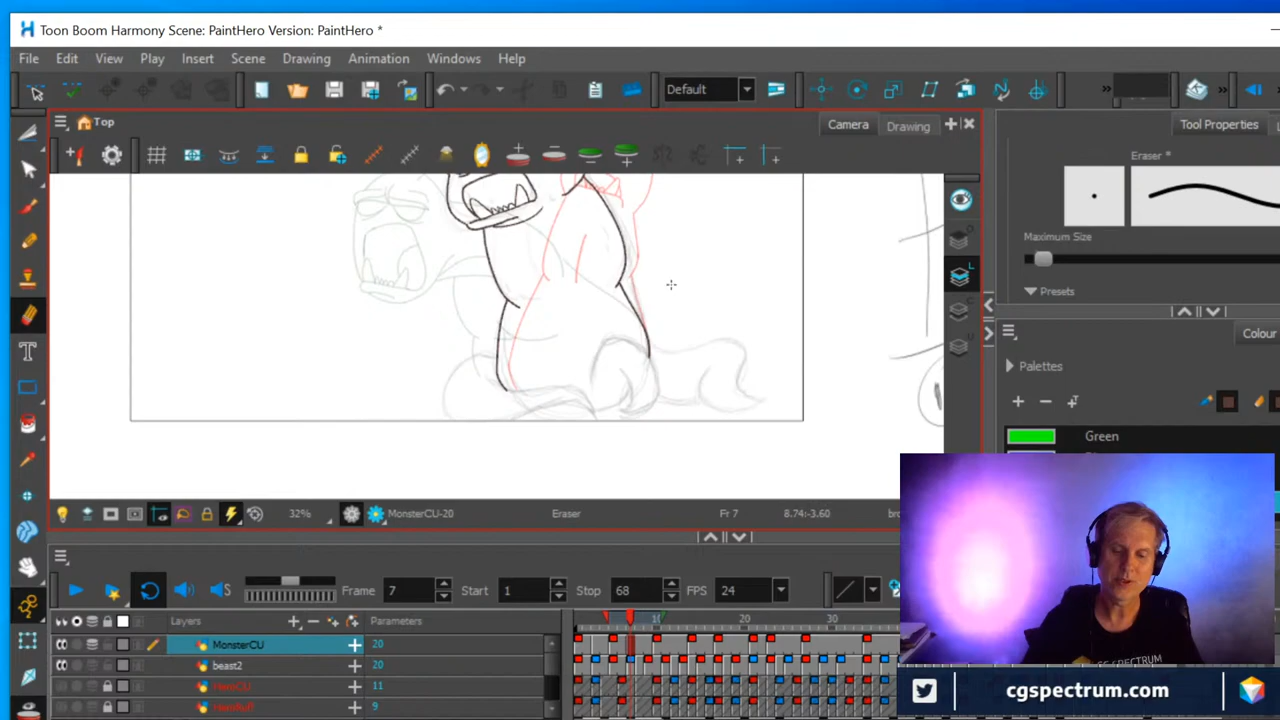 Toon Boom Harmony Scene: PaintHero Version: PaintHero *
File Edit View Play Insert Scene Drawing Animation Windows Help
Default
Top
Camera Drawing
Tool Properties
Eraser *
Maximum Size
Presets
Colour
Palettes
Green
32% MonsterCU-20 Eraser Fr 7 8.74:-3.60
Frame 7 Start 1 Stop 68 FPS 24
Layers Parameters
10 20 30
MonsterCU 20
beast2 20
11
9
CG SPECTRUM
cgspectrum.com